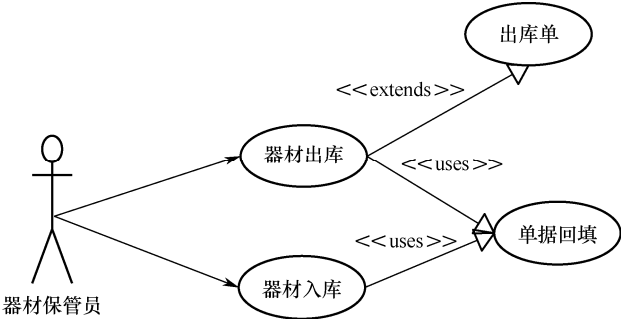 出库单
<<extends>>
器材出库
<<uses>>
<<uses>>
单据回填
器材入库
器材保管员